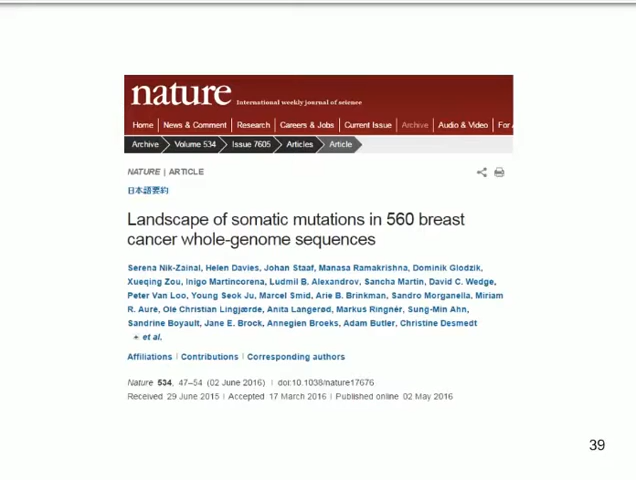 nature International weekly journal of science
Home | News & Comment | Research | Careers & Jobs | Current Issue | Archive | Audio & Video | For
Archive Volume 534 Issue 7605 Articles Article
NATURE | ARTICLE
日本語要約
Landscape of somatic mutations in 560 breast
cancer whole-genome sequences
Serena Nik-Zainal, Helen Davies, Johan Staaf, Manasa Ramakrishna, Dominik Glodzik,
Xueqing Zou, Inigo Martincorena, Ludmil B. Alexandrov, Sancha Martin, David C. Wedge,
Peter Van Loo, Young Seok Ju, Marcel Smid, Arie B. Brinkman, Sandro Morganella, Miriam
R. Aure, Ole Christian Lingjærde, Anita Langerød, Markus Ringnér, Sung-Min Ahn,
Sandrine Boyault, Jane E. Brock, Annegien Broeks, Adam Butler, Christine Desmedt
+ et al.
Affiliations | Contributions | Corresponding authors
Nature 534, 47–54 (02 June 2016) | doi:10.1038/nature17676
Received 29 June 2015 | Accepted 17 March 2016 | Published online 02 May 2016
39